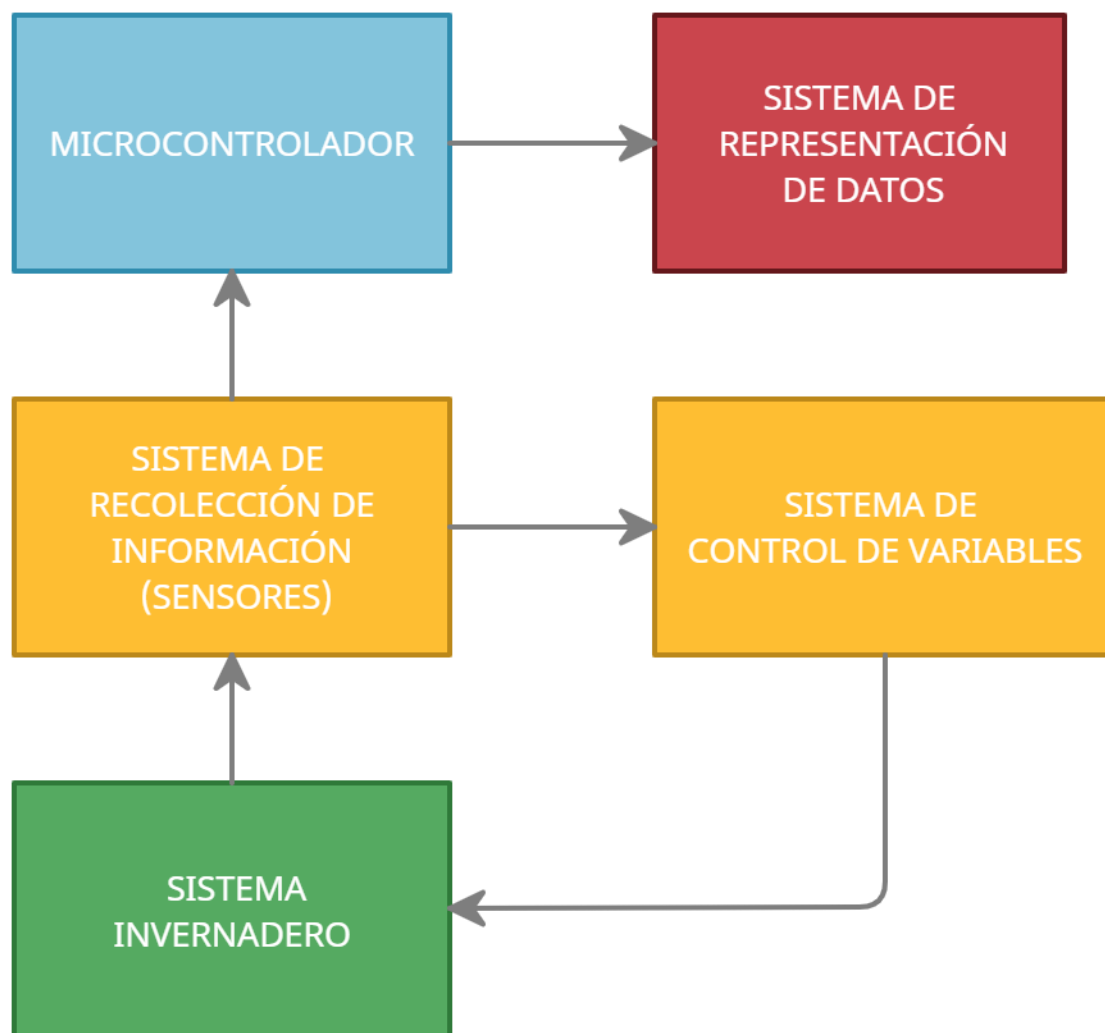 MICROCONTROLADOR
SISTEMA DE
REPRESENTACIÓN
DE DATOS
SISTEMA DE
RECOLECCIÓN DE
INFORMACIÓN
(SENSORES)
SISTEMA DE
CONTROL DE VARIABLES
SISTEMA
INVERNADERO